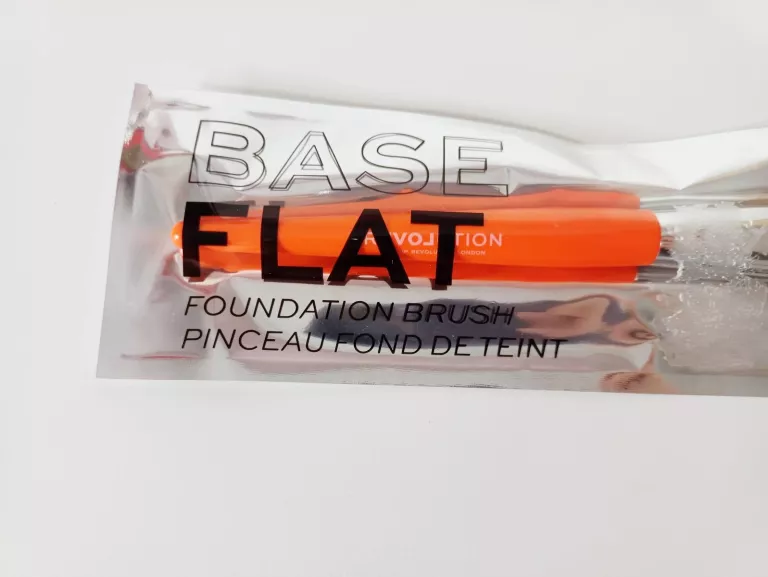 BASE
FLAT
REVOLUTION
FOUNDATION BRUSH
PINCEAU FOND DE TEINT